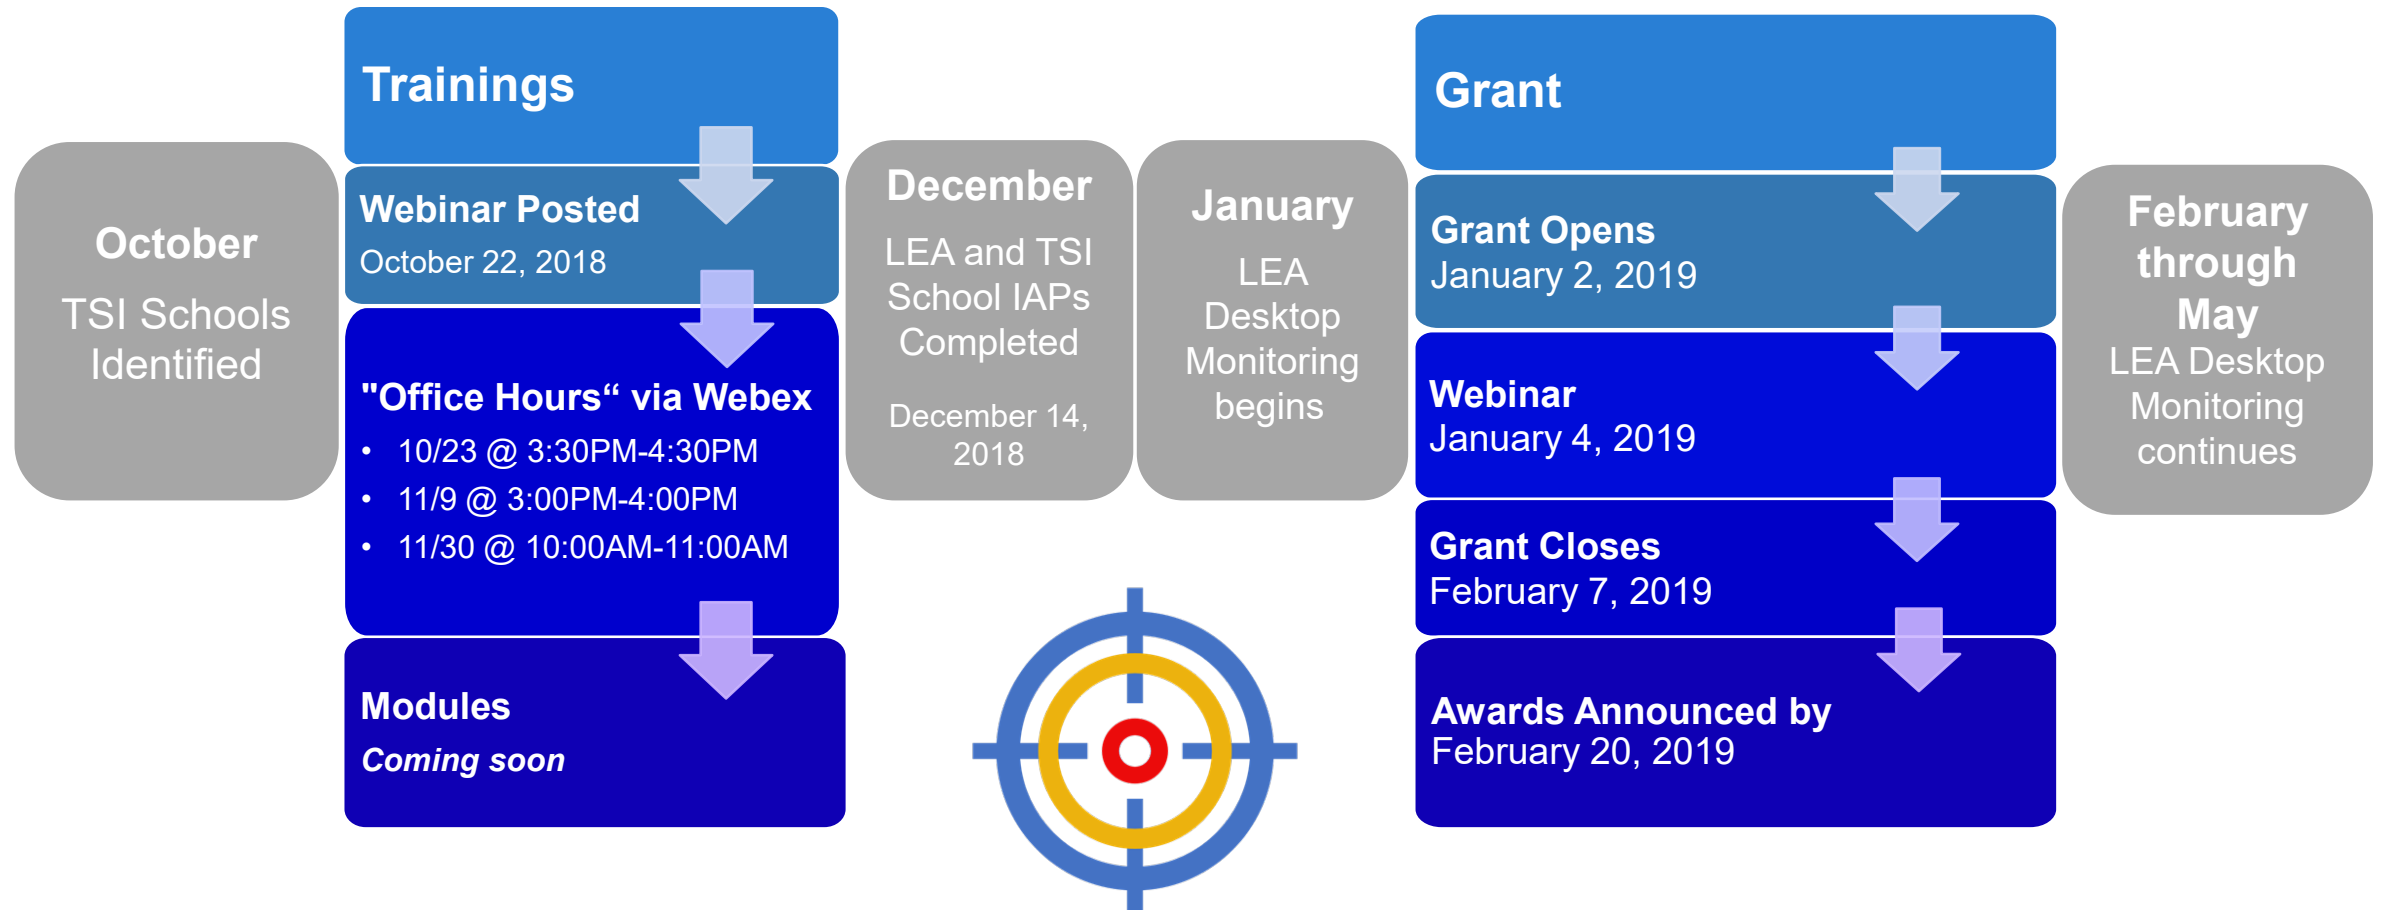 October
TSI Schools
Identified
Trainings
Webinar Posted
October 22, 2018
"Office Hours“ via Webex
• 10/23 @ 3:30PM-4:30PM
• 11/9 @ 3:00PM-4:00PM
• 11/30 @ 10:00AM-11:00AM
Modules
Coming soon
December
LEA and TSI
School IAPs
Completed
December 14,
2018
January
LEA
Desktop
Monitoring
begins
Grant
Grant Opens
January 2, 2019
Webinar
January 4, 2019
Grant Closes
February 7, 2019
Awards Announced by
February 20, 2019
February
through
May
LEA Desktop
Monitoring
continues